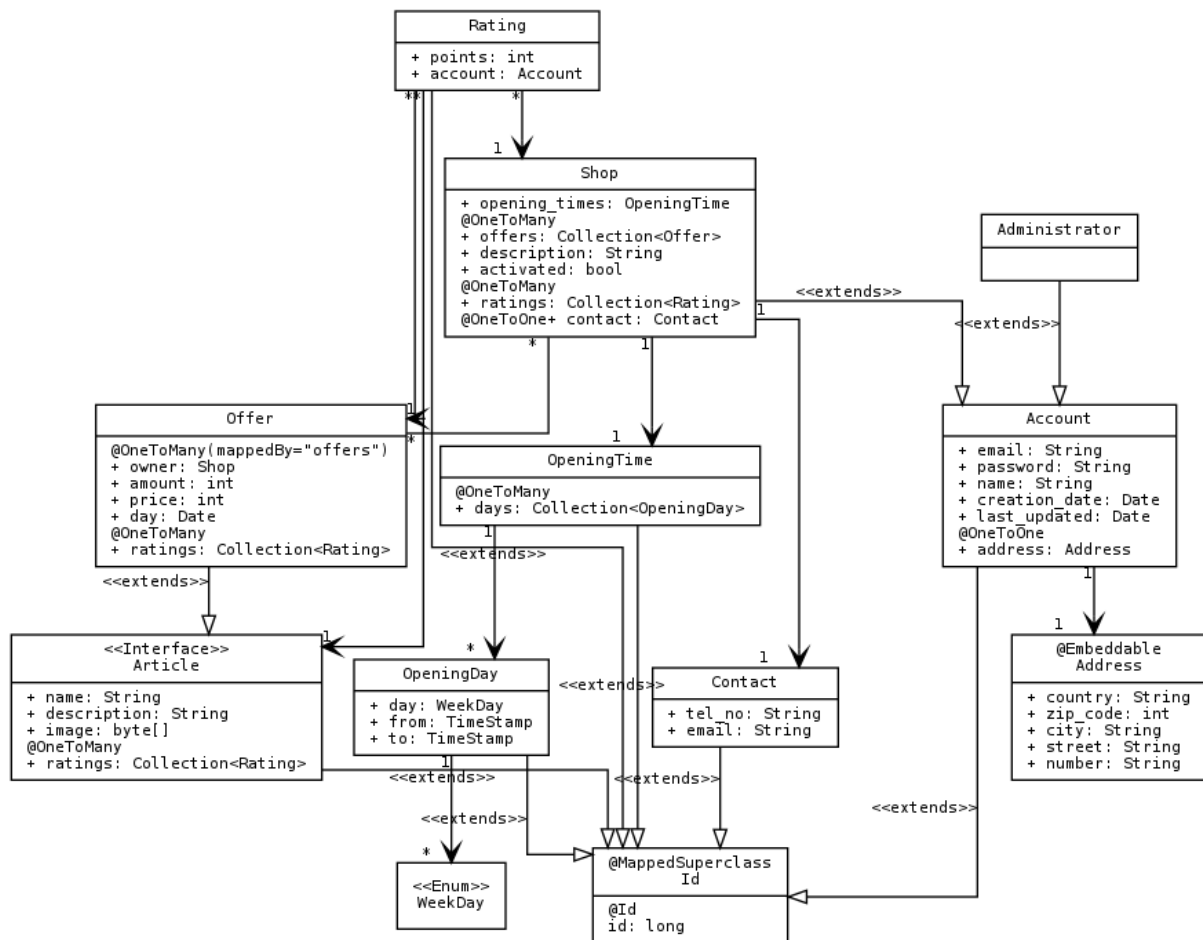 Rating
+ points: int
+ account: Account
** *
1
Shop
+ opening_times: OpeningTime
@OneToMany
+ offers: Collection<Offer>
+ description: String
+ activated: bool
@OneToMany
+ ratings: Collection<Rating>
@OneToOne+ contact: Contact
Administrator
<<extends>>
1
<<extends>>
* 1
Offer
@OneToMany(mappedBy="offers")
+ owner: Shop
+ amount: int
+ price: int
+ day: Date
@OneToMany
+ ratings: Collection<Rating>
1
*
1
OpeningTime
@OneToMany
+ days: Collection<OpeningDay>
Account
+ email: String
+ password: String
+ name: String
+ creation_date: Date
+ last_updated: Date
@OneToOne
+ address: Address
1
<<extends>>
<<extends>>
1
1
<<Interface>>
Article
+ name: String
+ description: String
+ image: byte[]
@OneToMany
+ ratings: Collection<Rating>
1
*
OpeningDay
+ day: WeekDay
+ from: TimeStamp
+ to: TimeStamp
<<extends>>
1
Contact
+ tel_no: String
+ email: String
@Embeddable
Address
+ country: String
+ zip_code: int
+ city: String
+ street: String
+ number: String
1
<<extends>>
<<extends>>
<<extends>>
<<extends>>
*
<<Enum>>
WeekDay
@MappedSuperclass
Id
@Id
id: long